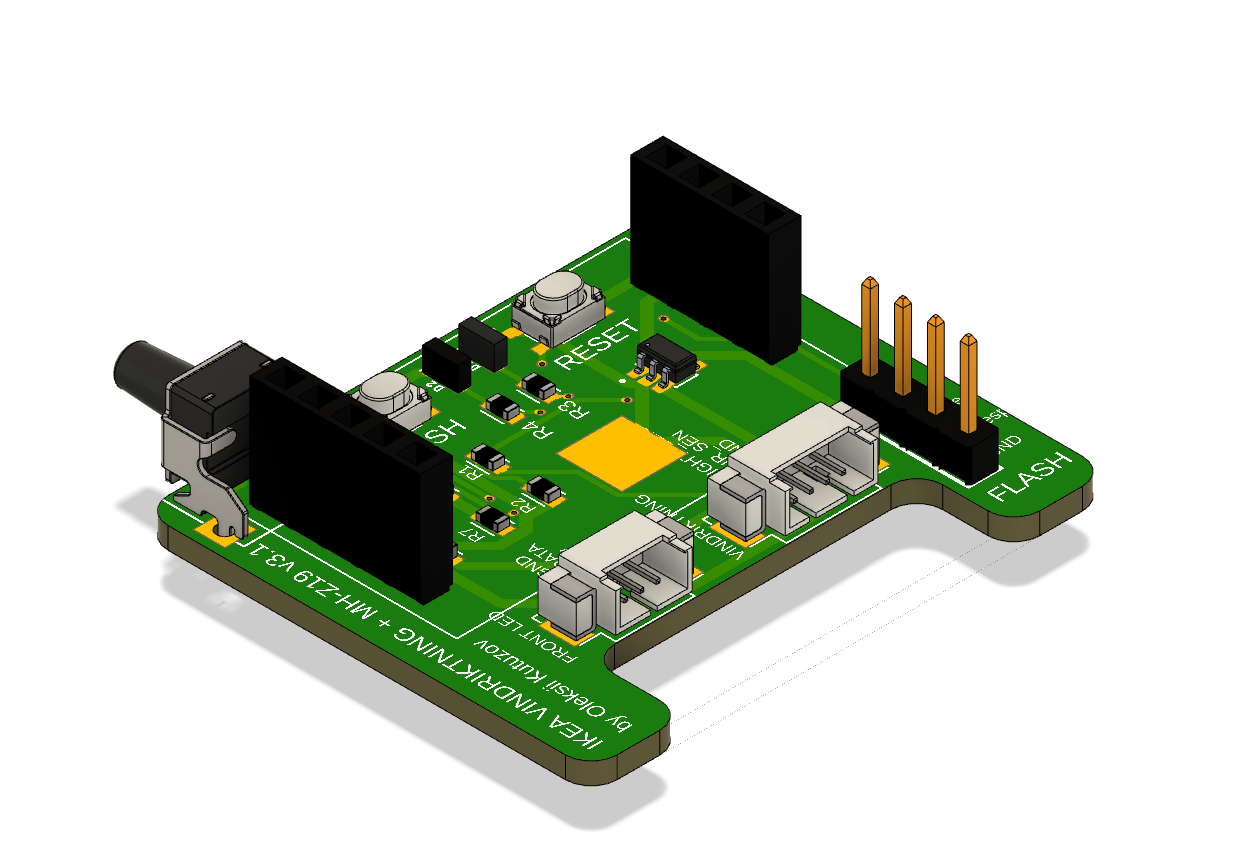 RESET
R3
R4
R1
R2
R7
FLASH
VINDRIKTNING
DATA
GND
FRONT LED
IKEA VINDRIKTNING + MH-Z19 v3.1
by Oleksii Kutuzov